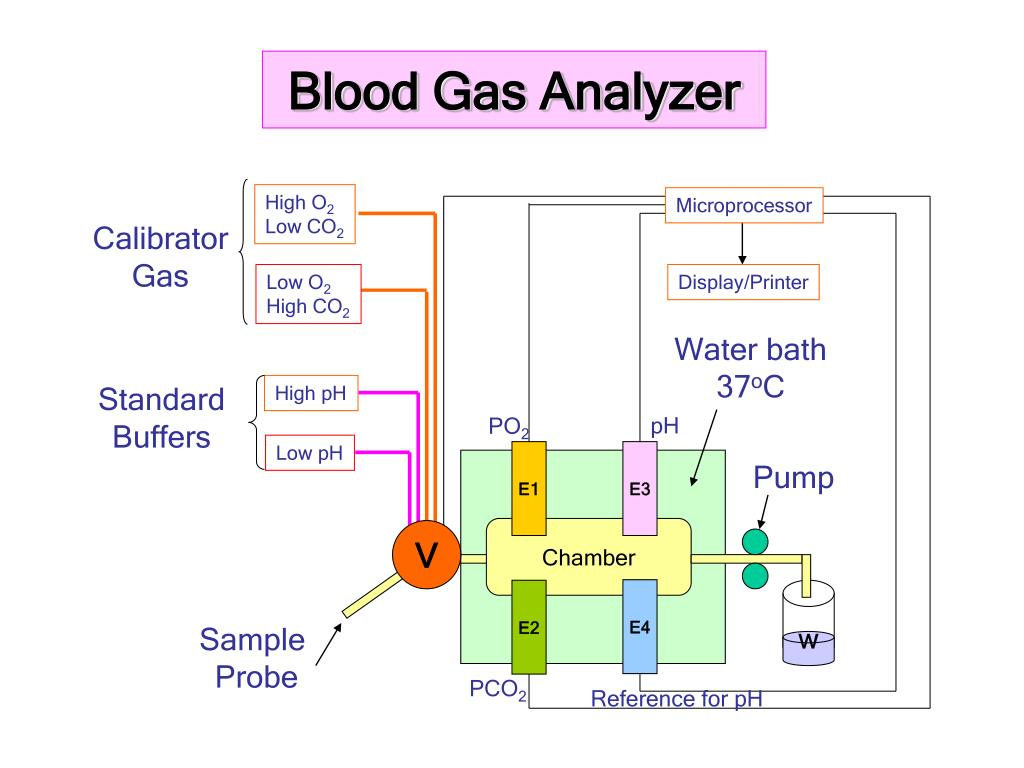 Blood Gas Analyzer
Calibrator
Gas
High O₂
Low CO₂
Low O₂
High CO₂
Standard
Buffers
High pH
Low pH
Microprocessor
Display/Printer
Water bath
37ºC
PO₂
pH
E1
E3
Pump
V
Chamber
E2
E4
W
Sample
Probe
PCO₂
Reference for pH